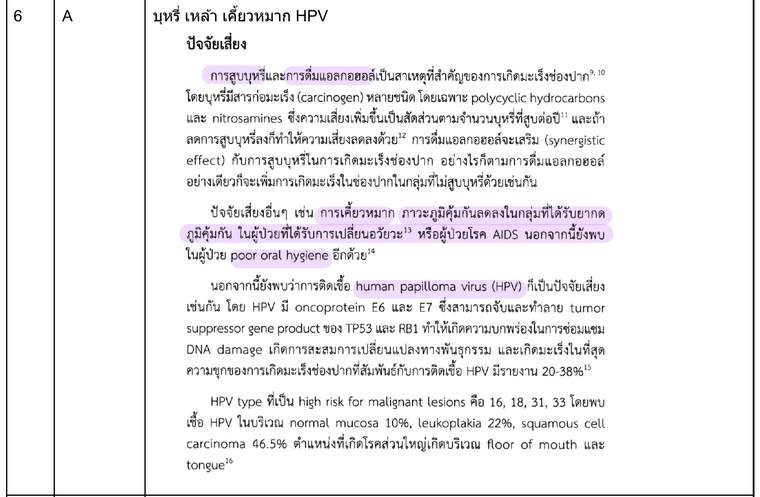 6 A บุหรี่ เหล้า เคี้ยวหมาก HPV
ปัจจัยเสี่ยง
การสูบบุหรี่และการดื่มแอลกอฮอล์เป็นสาเหตุที่สำคัญของการเกิดมะเร็งช่องปาก9, 10
โดยบุหรี่มีสารก่อมะเร็ง (carcinogen) หลายชนิด โดยเฉพาะ polycyclic hydrocarbons
และ nitrosamines ซึ่งความเสี่ยงเพิ่มขึ้นเป็นสัดส่วนตามจำนวนบุหรี่ที่สูบต่อปี11 และถ้า
ลดการสูบบุหรี่ลงก็ทำให้ความเสี่ยงลดลงด้วย12 การดื่มแอลกอฮอล์จะเสริม (synergistic
effect) กับการสูบบุหรี่ในการเกิดมะเร็งช่องปาก อย่างไรก็ตามการดื่มแอลกอฮอล์
อย่างเดียวก็จะเพิ่มการเกิดมะเร็งในช่องปากในกลุ่มที่ไม่สูบบุหรี่ด้วยเช่นกัน
ปัจจัยเสี่ยงอื่นๆ เช่น การเคี้ยวหมาก ภาวะภูมิคุ้มกันลดลงในกลุ่มที่ได้รับยากด
ภูมิคุ้มกัน ในผู้ป่วยที่ได้รับการเปลี่ยนอวัยวะ13 หรือผู้ป่วยโรค AIDS นอกจากนี้ยังพบ
ในผู้ป่วย poor oral hygiene อีกด้วย14
นอกจากนี้ยังพบว่าการติดเชื้อ human papilloma virus (HPV) ก็เป็นปัจจัยเสี่ยง
เช่นกัน โดย HPV มี oncoprotein E6 และ E7 ซึ่งสามารถจับและทำลาย tumor
suppressor gene product ของ TP53 และ RB1 ทำให้เกิดความบกพร่องในการซ่อมแซม
DNA damage เกิดการสะสมการเปลี่ยนแปลงทางพันธุกรรม และเกิดมะเร็งในที่สุด
ความชุกของการเกิดมะเร็งช่องปากที่สัมพันธ์กับการติดเชื้อ HPV มีรายงาน 20-38%15
HPV type ที่เป็น high risk for malignant lesions คือ 16, 18, 31, 33 โดยพบ
เชื้อ HPV ในบริเวณ normal mucosa 10%, leukoplakia 22%, squamous cell
carcinoma 46.5% ตำแหน่งที่เกิดโรคส่วนใหญ่เกิดบริเวณ floor of mouth และ
tongue16